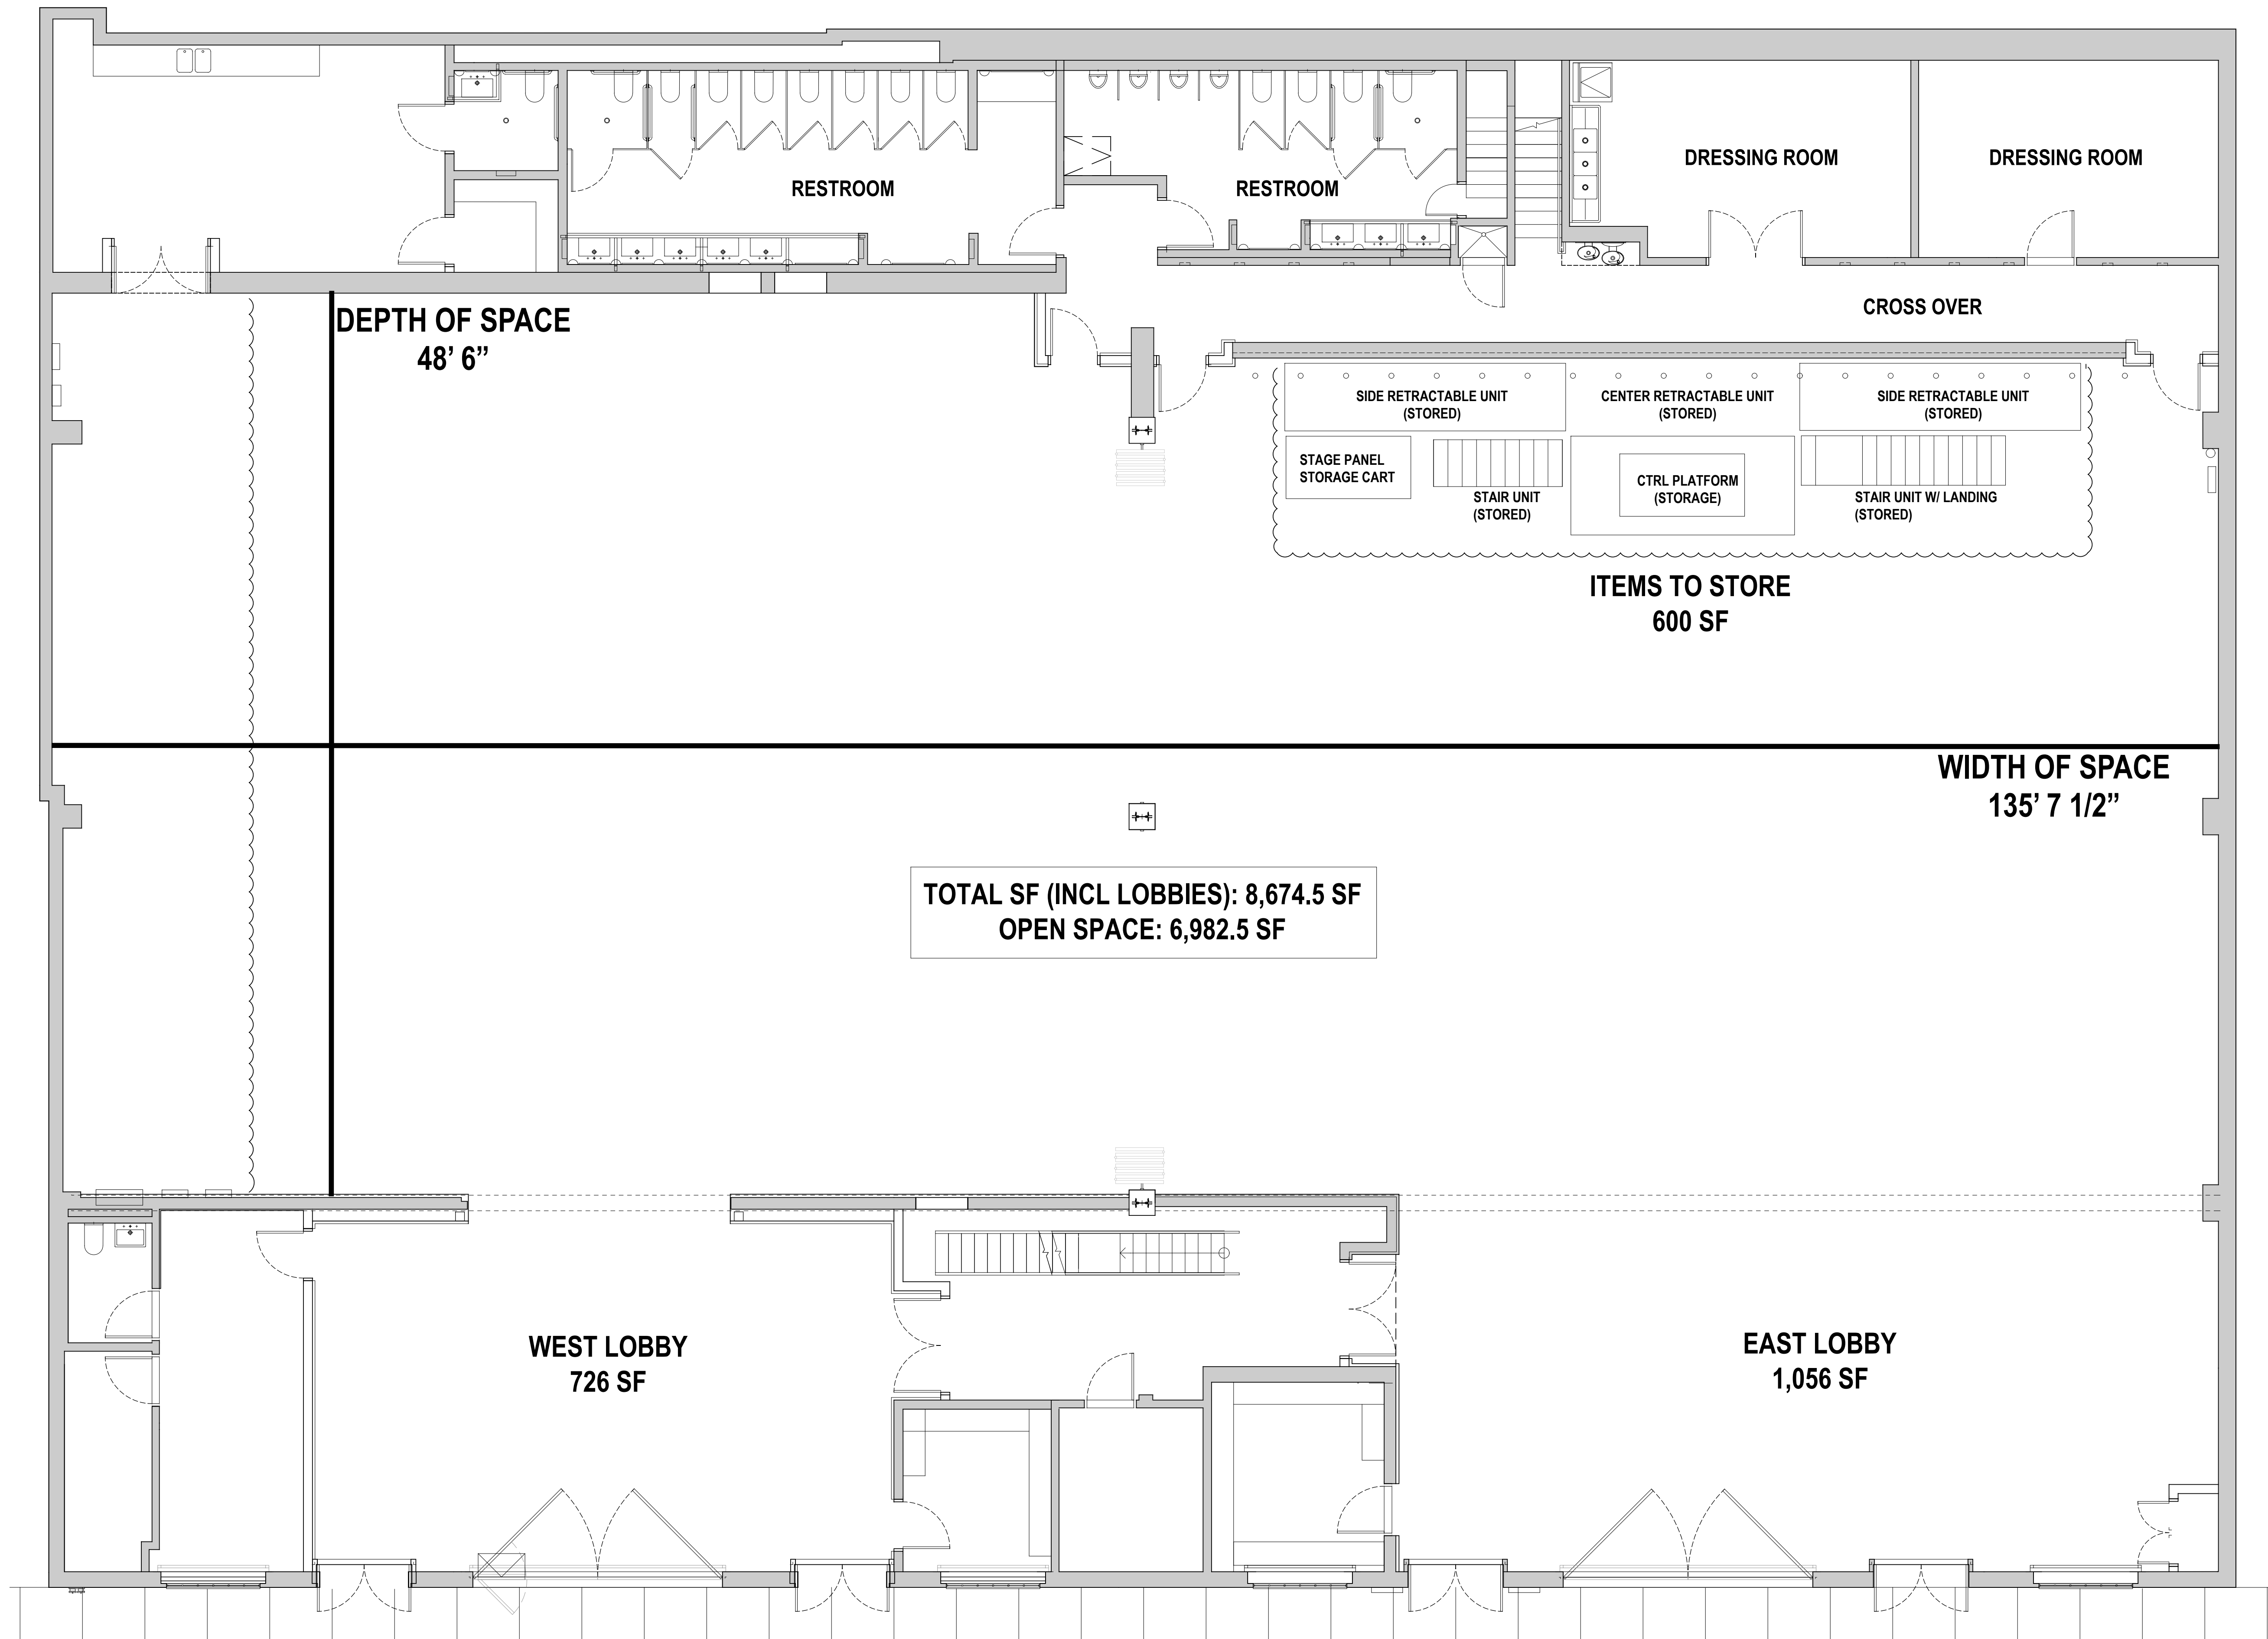 DRESSING ROOM
DRESSING ROOM
RESTROOM
RESTROOM
CROSS OVER
DEPTH OF SPACE
48’ 6”
SIDE RETRACTABLE UNIT
(STORED)
CENTER RETRACTABLE UNIT
(STORED)
SIDE RETRACTABLE UNIT
(STORED)
STAGE PANEL
STORAGE CART
STAIR UNIT
(STORED)
CTRL PLATFORM
(STORAGE)
STAIR UNIT W/ LANDING
(STORED)
ITEMS TO STORE
600 SF
WIDTH OF SPACE
135’ 7 1/2”
TOTAL SF (INCL LOBBIES): 8,674.5 SF
OPEN SPACE: 6,982.5 SF
WEST LOBBY
726 SF
EAST LOBBY
1,056 SF